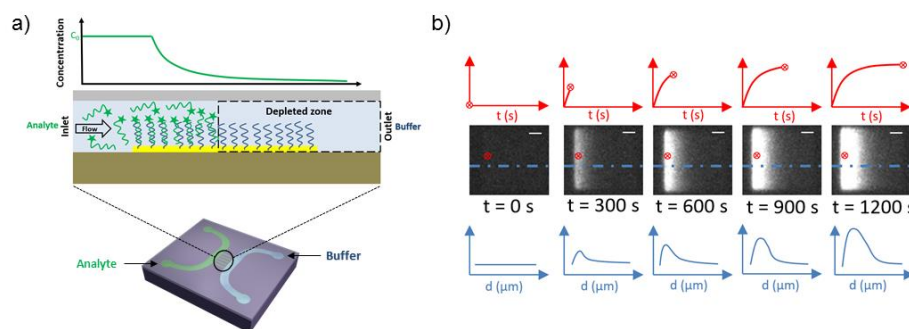 a)
Concentrration
C₀
Analyte
Inlet
Flow
Depleted zone
Outlet
Buffer
Analyte
Buffer
b)
t (s)
t (s)
t (s)
t (s)
t (s)
t = 0 s
t = 300 s
t = 600 s
t = 900 s
t = 1200 s
d (µm)
d (µm)
d (µm)
d (µm)
d (µm)